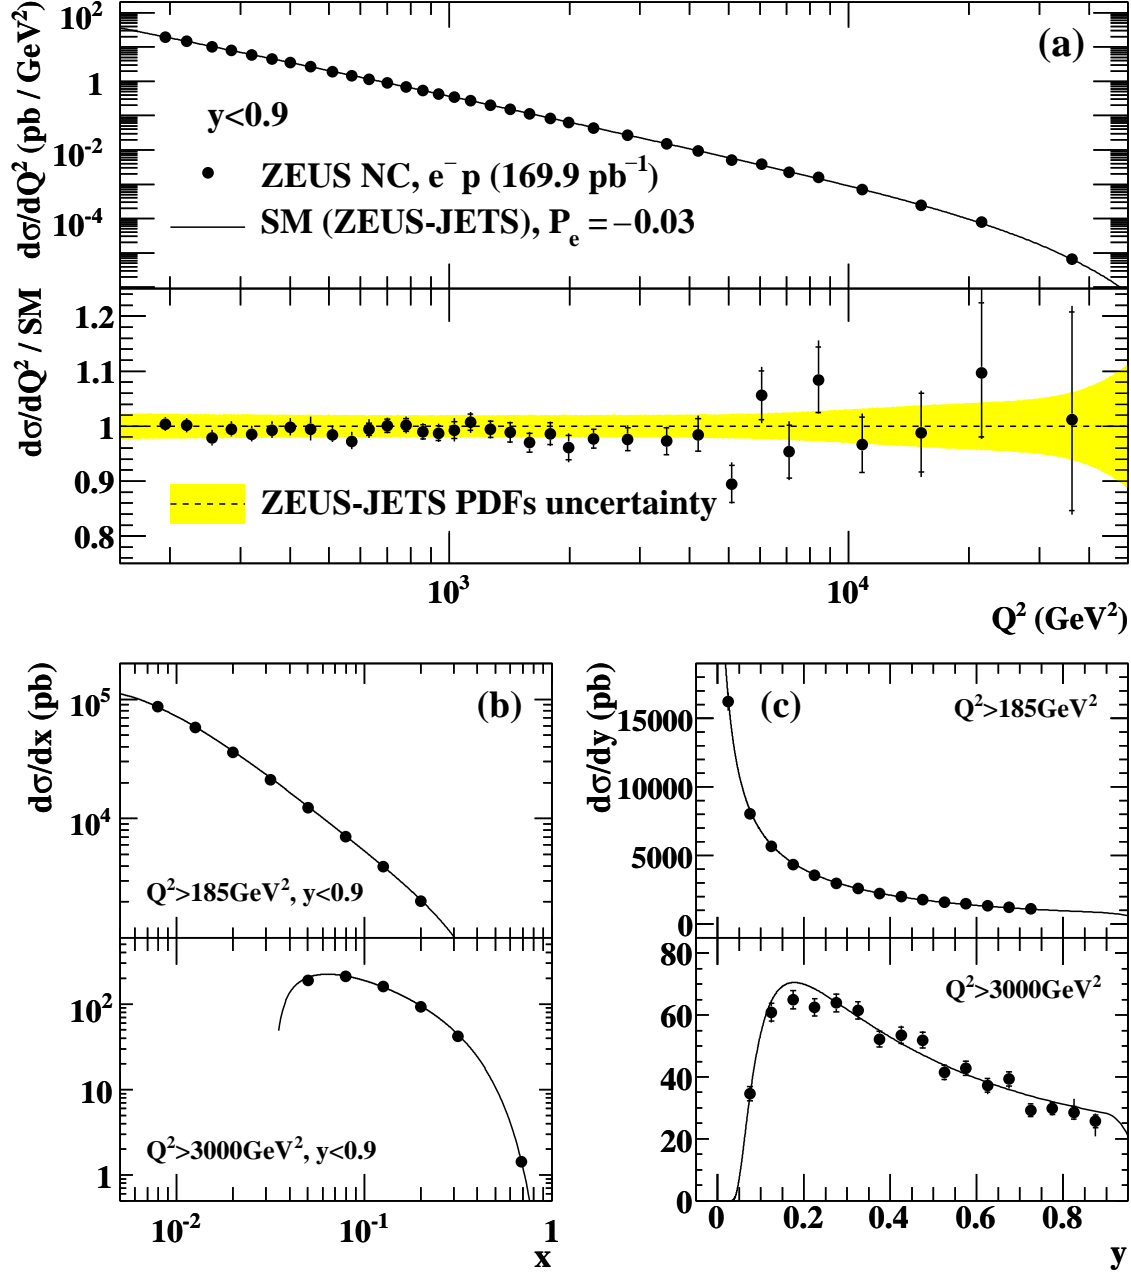 dσ/dQ² (pb / GeV²)
10²
1
10⁻²
10⁻⁴
(a)
y<0.9
ZEUS NC, e⁻p (169.9 pb⁻¹)
SM (ZEUS-JETS), Pₑ = −0.03
dσ/dQ² / SM
1.2
1.1
1
0.9
0.8
ZEUS-JETS PDFs uncertainty
10³ 10⁴
Q² (GeV²)
dσ/dx (pb)
10⁵
10⁴
(b)
Q²>185GeV², y<0.9
10²
10
1
Q²>3000GeV², y<0.9
10⁻² 10⁻¹ 1
x
dσ/dy (pb)
15000
10000
5000
0
(c)
Q²>185GeV²
80
60
40
20
0
Q²>3000GeV²
0 0.2 0.4 0.6 0.8
y